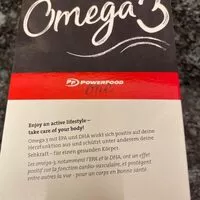 Omega 3
POWERFOOD
ONE
Enjoy an active lifestyle –
take care of your body!
Omega 3 mit EPA und DHA wirkt sich positiv auf deine
Herzfunktion aus und schützt unter anderem deine
Sehkraft – für einen gesunden Körper.
Les omega-3, notamment l'EPA et le DHA, ont un effet
positif sur la fonction cardio-vasculaire, et protègent
entre autres la vue - pour un corps en bonne santé.